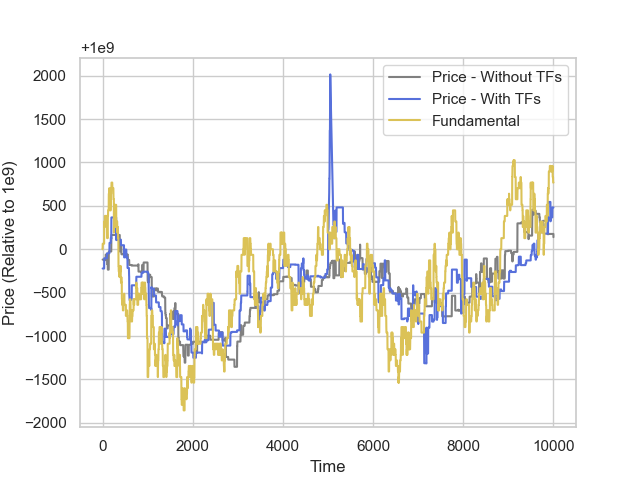 +1e9
Price - Without TFs
Price - With TFs
Fundamental
2000
1500
1000
500
0
−500
−1000
−1500
−2000
Price (Relative to 1e9)
0
2000
4000
6000
8000
10000
Time